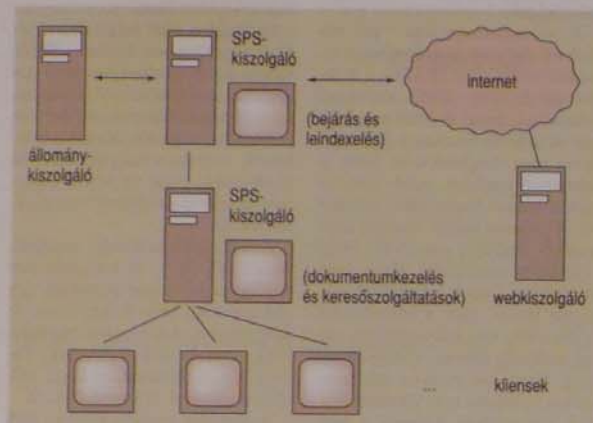 SPS-
kiszolgáló
(bejárás és
leindexelés)
internet
állomány-
kiszolgáló
SPS-
kiszolgáló
(dokumentumkezelés
és keresőszolgáltatások)
webkiszolgáló
...
kliensek